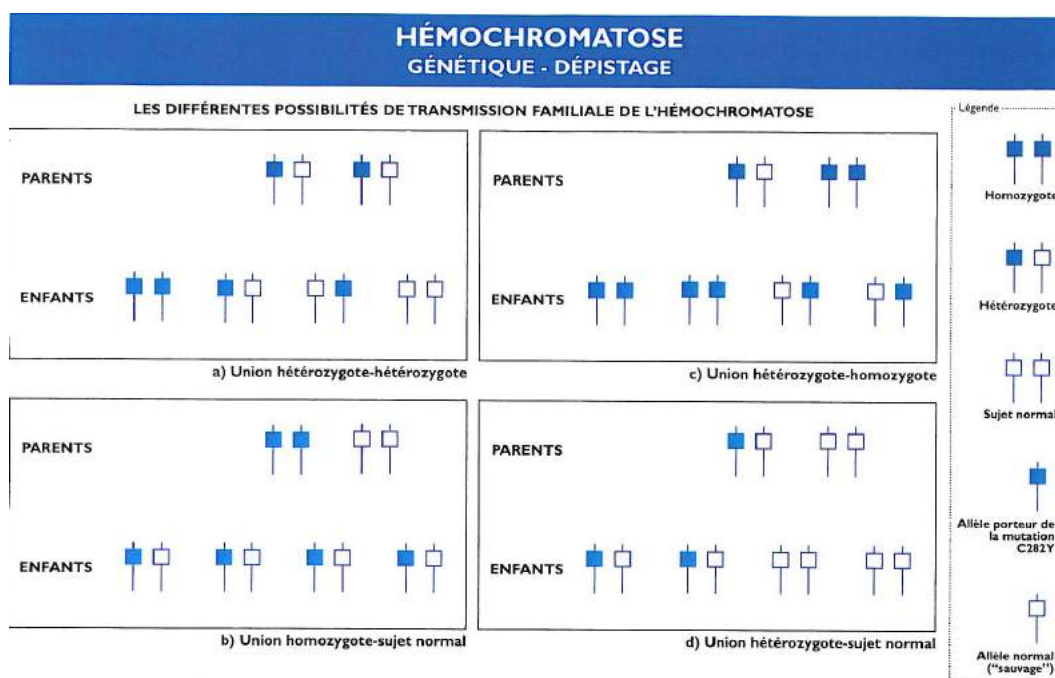 HÉMOCHROMATOSE
GÉNÉTIQUE - DÉPISTAGE
LES DIFFÉRENTES POSSIBILITÉS DE TRANSMISSION FAMILIALE DE L'HÉMOCHROMATOSE
PARENTS
ENFANTS
a) Union hétérozygote-hétérozygote
PARENTS
ENFANTS
c) Union hétérozygote-homozygote
PARENTS
ENFANTS
b) Union homozygote-sujet normal
PARENTS
ENFANTS
d) Union hétérozygote-sujet normal
Légende
Homozygote
Hétérozygote
Sujet normal
Allèle porteur de
la mutation
C282Y
Allèle normal
("sauvage")